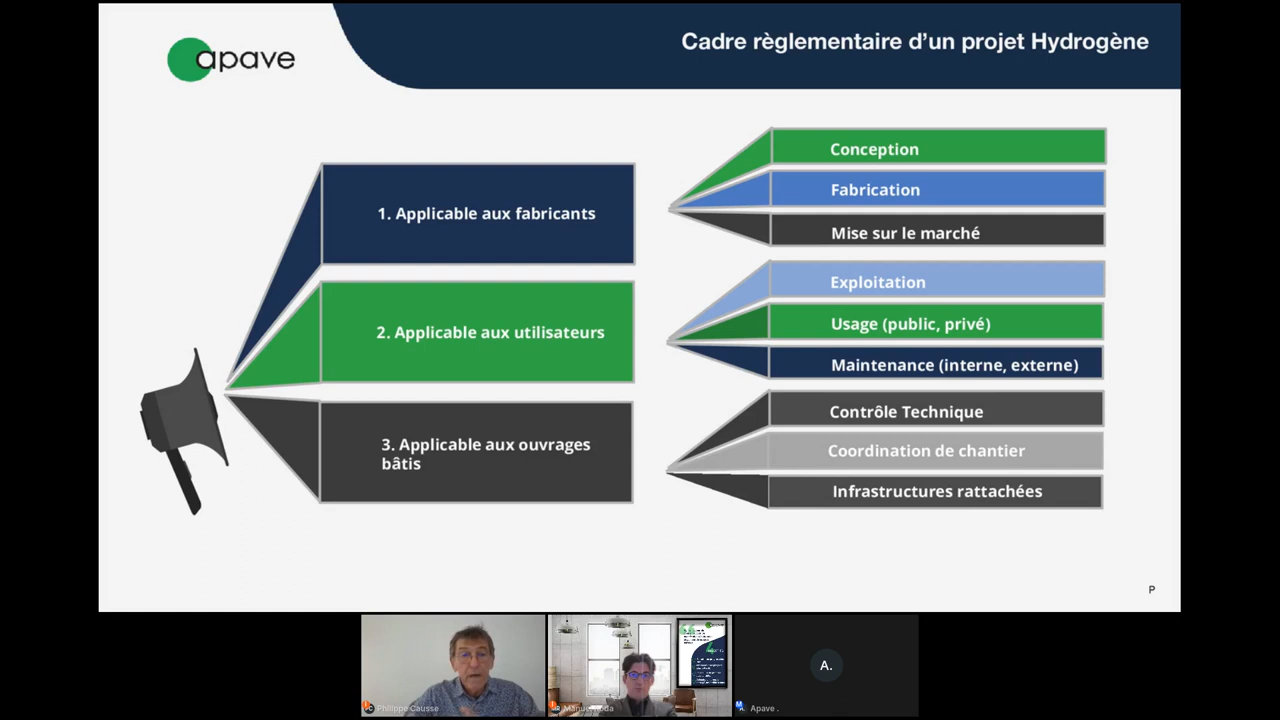 apave
Cadre règlementaire d'un projet Hydrogène
1. Applicable aux fabricants
2. Applicable aux utilisateurs
3. Applicable aux ouvrages
bâtis
Conception
Fabrication
Mise sur le marché
Exploitation
Usage (public, privé)
Maintenance (interne, externe)
Contrôle Technique
Coordination de chantier
Infrastructures rattachées
P
Philippe Causse
A.
Apave .